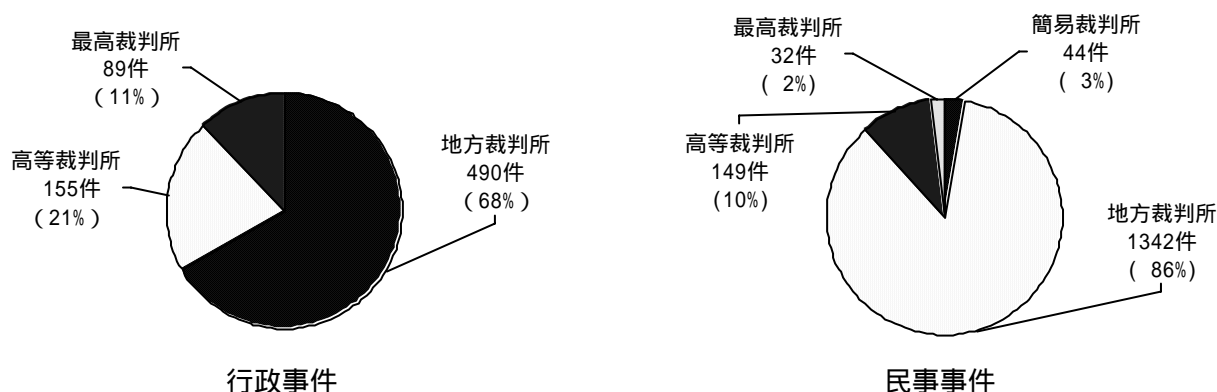 最高裁判所
89件
（11%）
高等裁判所
155件
（21%）
地方裁判所
490件
（68%）
行政事件
最高裁判所
32件
( 2%)
簡易裁判所
44件
( 3%)
高等裁判所
149件
(10%)
地方裁判所
1342件
( 86%)
民事事件